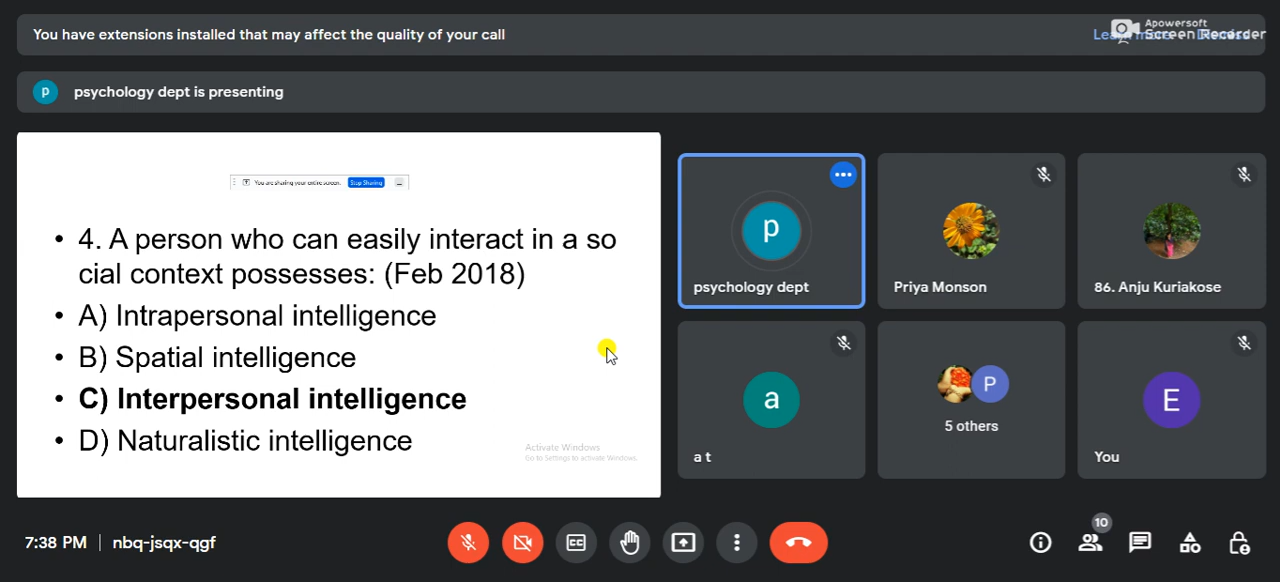 You have extensions installed that may affect the quality of your call
Apowersoft
Screen Recorder
p psychology dept is presenting
You are sharing your entire screen. Stop Sharing
• 4. A person who can easily interact in a so
cial context possesses: (Feb 2018)
• A) Intrapersonal intelligence
• B) Spatial intelligence
• C) Interpersonal intelligence
• D) Naturalistic intelligence
Activate Windows
Go to Settings to activate Windows.
p
psychology dept
Priya Monson
86. Anju Kuriakose
a
a t
P
5 others
E
You
7:38 PM | nbq-jsqx-qgf
CC
10